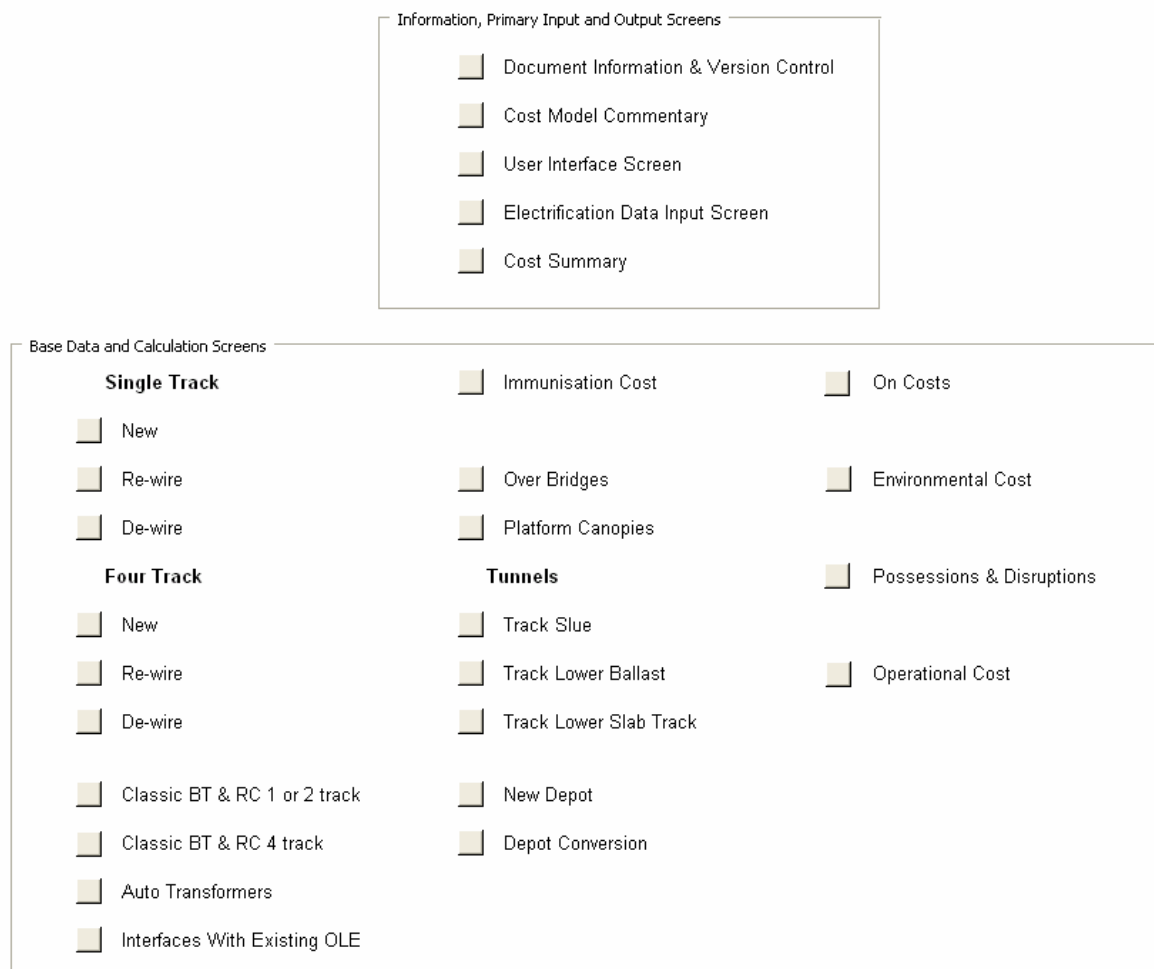 Information, Primary Input and Output Screens
Document Information & Version Control
Cost Model Commentary
User Interface Screen
Electrification Data Input Screen
Cost Summary
Base Data and Calculation Screens
Single Track
New
Re-wire
De-wire
Four Track
New
Re-wire
De-wire
Classic BT & RC 1 or 2 track
Classic BT & RC 4 track
Auto Transformers
Interfaces With Existing OLE
Immunisation Cost
Over Bridges
Platform Canopies
Tunnels
Track Slue
Track Lower Ballast
Track Lower Slab Track
New Depot
Depot Conversion
On Costs
Environmental Cost
Possessions & Disruptions
Operational Cost